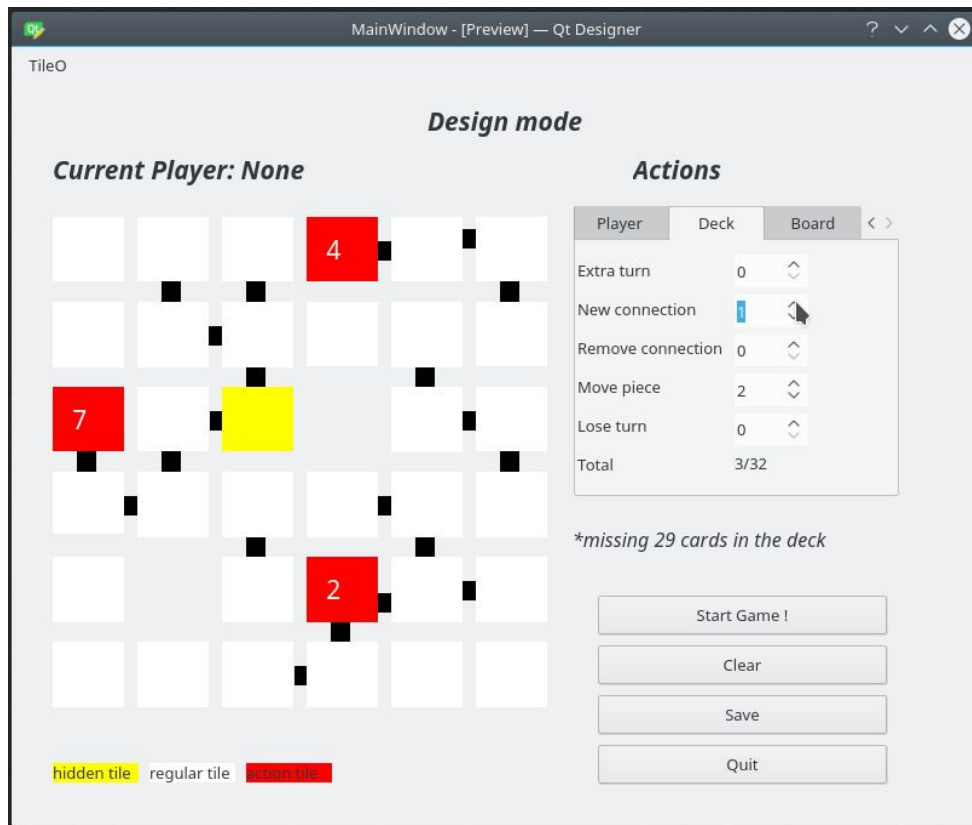 MainWindow - [Preview] — Qt Designer
TileO
Design mode
Current Player: None
Actions
Player Deck Board
4
7
2
Extra turn 0
New connection 1
Remove connection 0
Move piece 2
Lose turn 0
Total 3/32
*missing 29 cards in the deck
Start Game !
Clear
Save
Quit
hidden tile regular tile action tile